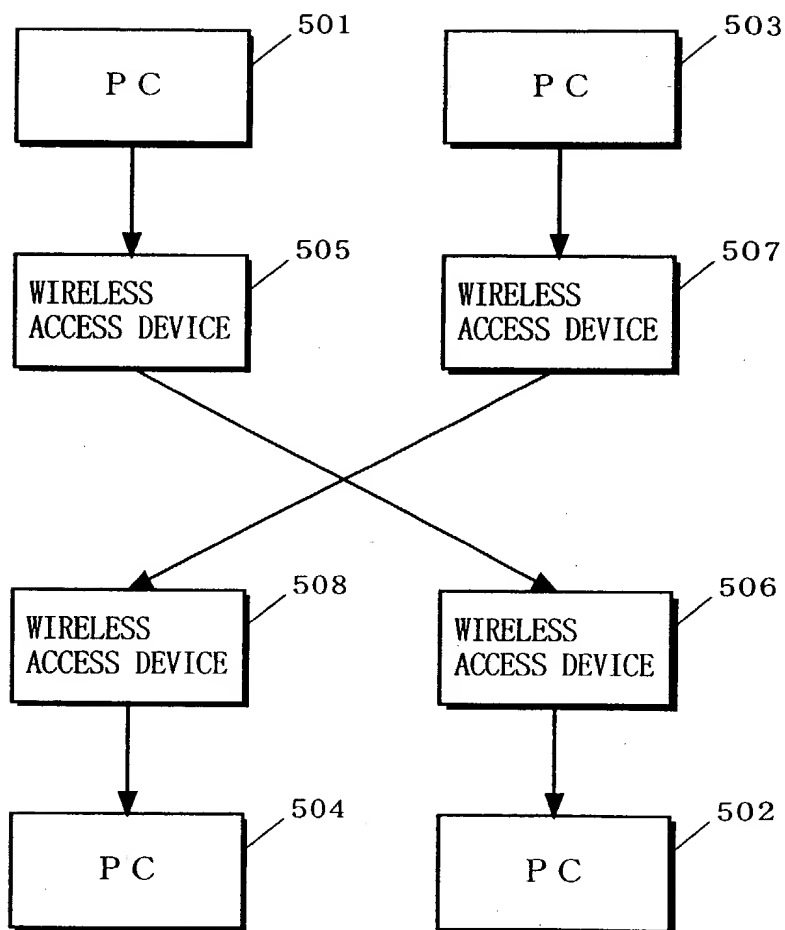 501
503
P C
P C
505
507
WIRELESS
ACCESS DEVICE
WIRELESS
ACCESS DEVICE
508
506
WIRELESS
ACCESS DEVICE
WIRELESS
ACCESS DEVICE
504
502
P C
P C